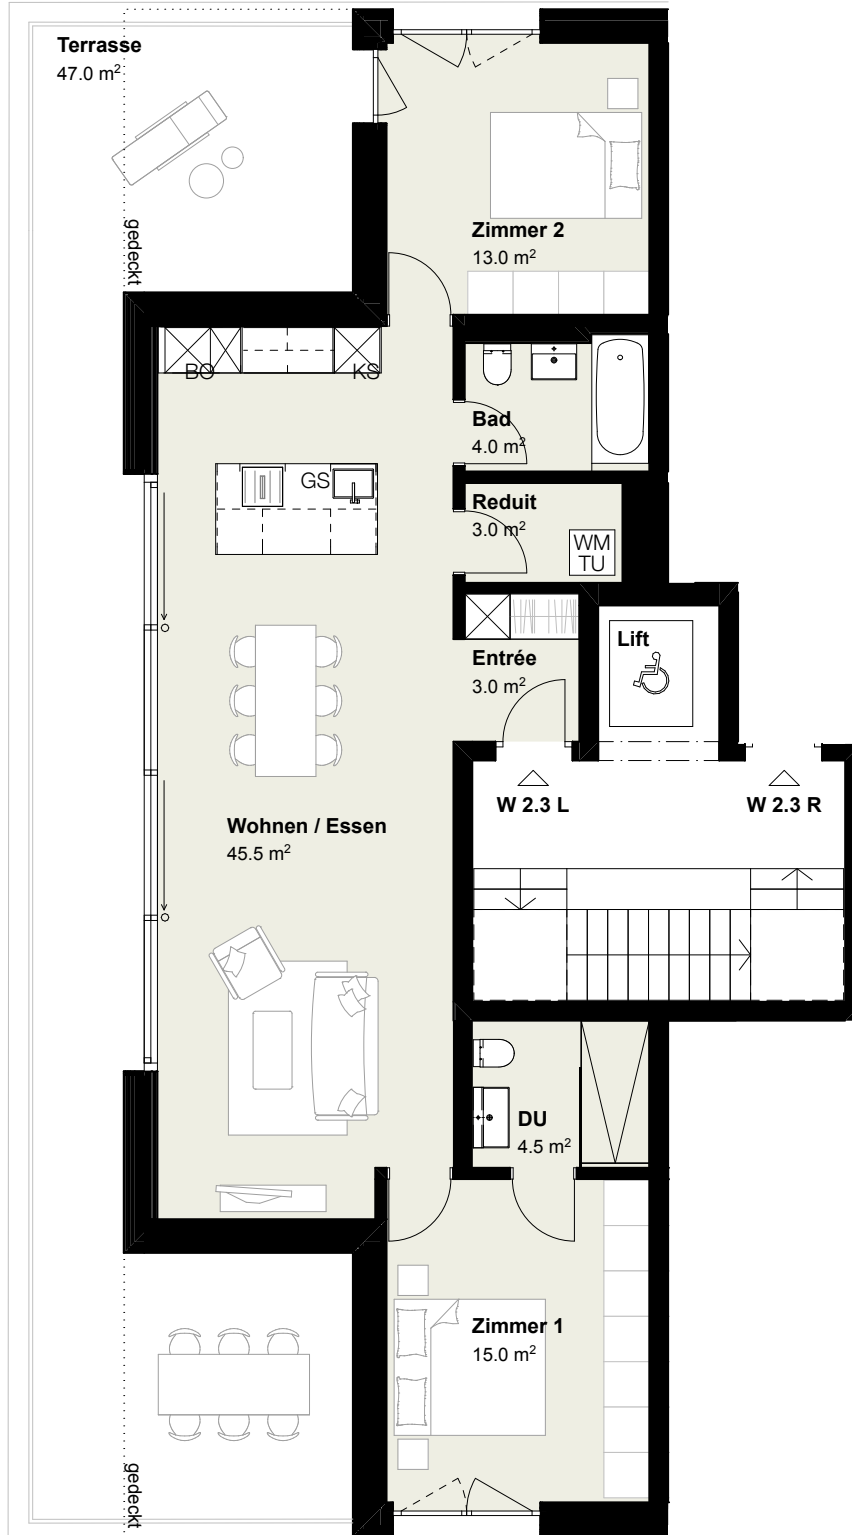 Terrasse
47.0 m²
gedeckt
Zimmer 2
13.0 m²
BO
KS
Bad
4.0 m²
GS
Reduit
3.0 m²
WM
TU
Entrée
3.0 m²
Lift
W 2.3 L
W 2.3 R
Wohnen / Essen
45.5 m²
DU
4.5 m²
Zimmer 1
15.0 m²
gedeckt